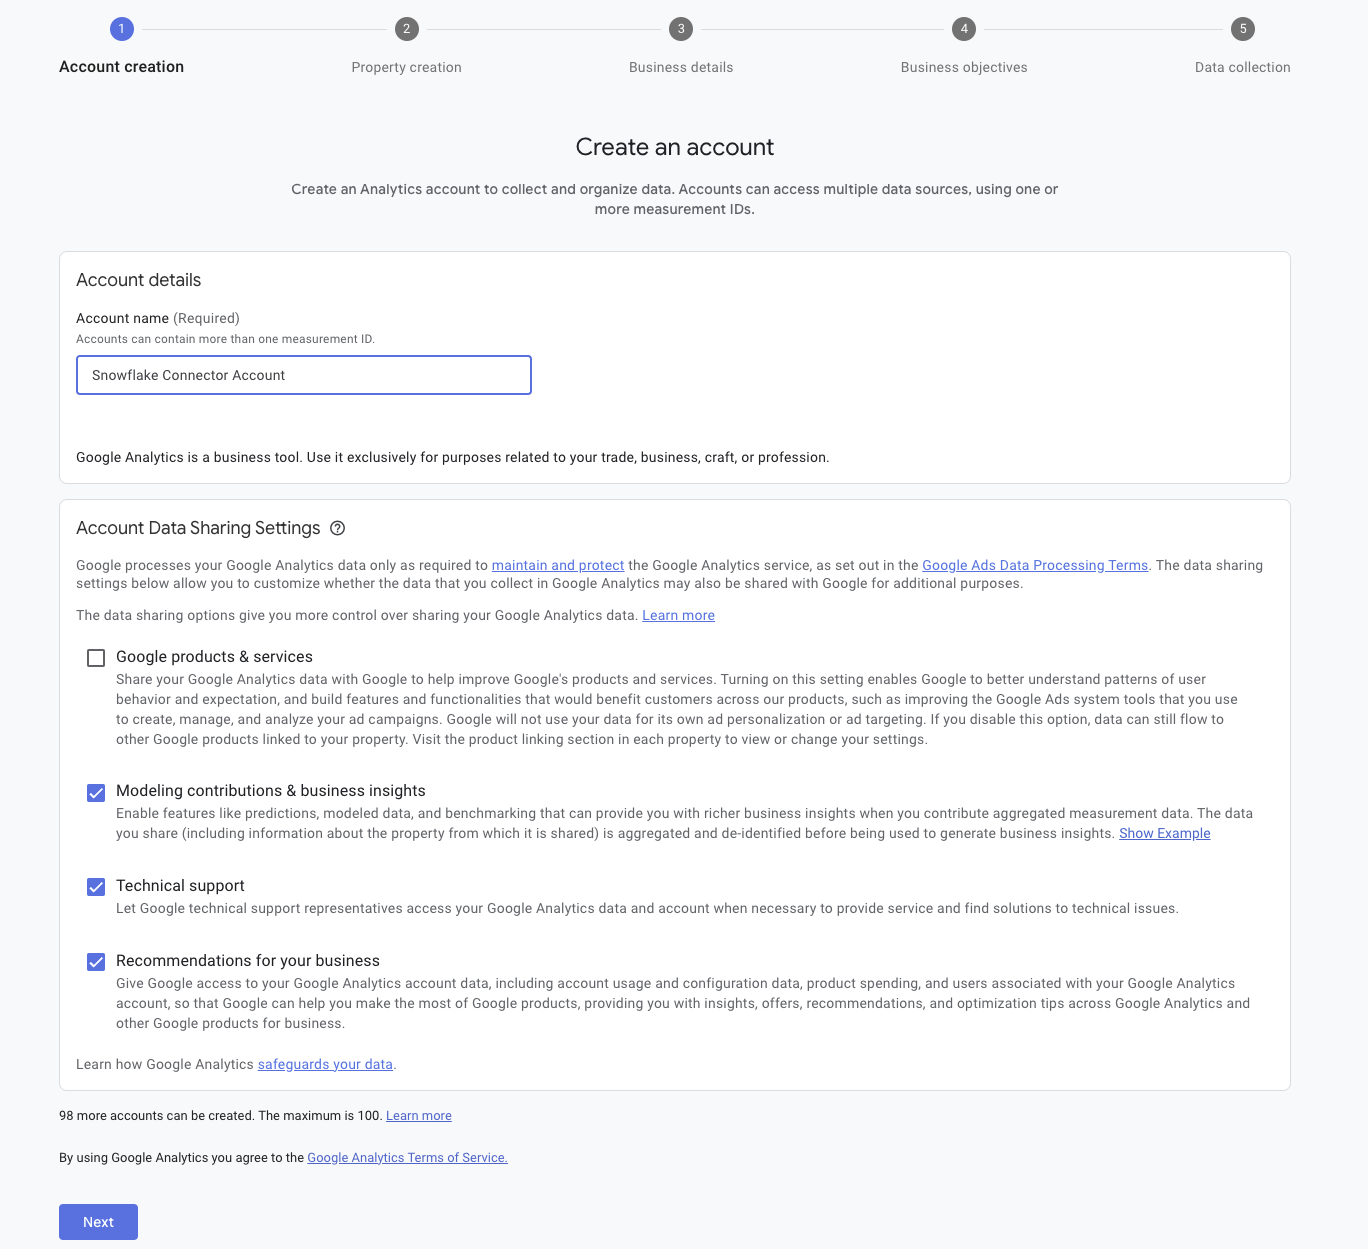 1 2 3 4 5
Account creation Property creation Business details Business objectives Data collection
Create an account
Create an Analytics account to collect and organize data. Accounts can access multiple data sources, using one or
more measurement IDs.
Account details
Account name (Required)
Accounts can contain more than one measurement ID.
Snowflake Connector Account
Google Analytics is a business tool. Use it exclusively for purposes related to your trade, business, craft, or profession.
Account Data Sharing Settings ?
Google processes your Google Analytics data only as required to maintain and protect the Google Analytics service, as set out in the Google Ads Data Processing Terms. The data sharing
settings below allow you to customize whether the data that you collect in Google Analytics may also be shared with Google for additional purposes.
The data sharing options give you more control over sharing your Google Analytics data. Learn more
Google products & services
Share your Google Analytics data with Google to help improve Google's products and services. Turning on this setting enables Google to better understand patterns of user
behavior and expectation, and build features and functionalities that would benefit customers across our products, such as improving the Google Ads system tools that you use
to create, manage, and analyze your ad campaigns. Google will not use your data for its own ad personalization or ad targeting. If you disable this option, data can still flow to
other Google products linked to your property. Visit the product linking section in each property to view or change your settings.
Modeling contributions & business insights
Enable features like predictions, modeled data, and benchmarking that can provide you with richer business insights when you contribute aggregated measurement data. The data
you share (including information about the property from which it is shared) is aggregated and de-identified before being used to generate business insights. Show Example
Technical support
Let Google technical support representatives access your Google Analytics data and account when necessary to provide service and find solutions to technical issues.
Recommendations for your business
Give Google access to your Google Analytics account data, including account usage and configuration data, product spending, and users associated with your Google Analytics
account, so that Google can help you make the most of Google products, providing you with insights, offers, recommendations, and optimization tips across Google Analytics and
other Google products for business.
Learn how Google Analytics safeguards your data.
98 more accounts can be created. The maximum is 100. Learn more
By using Google Analytics you agree to the Google Analytics Terms of Service.
Next